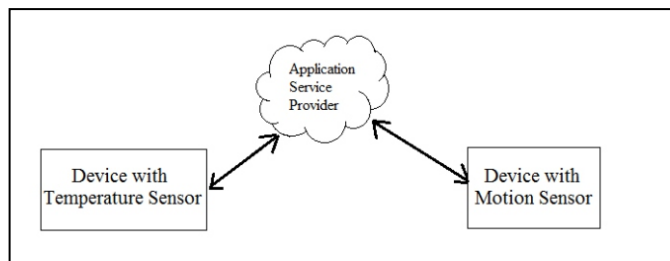 Application
Service
Provider
Device with
Temperature Sensor
Device with
Motion Sensor